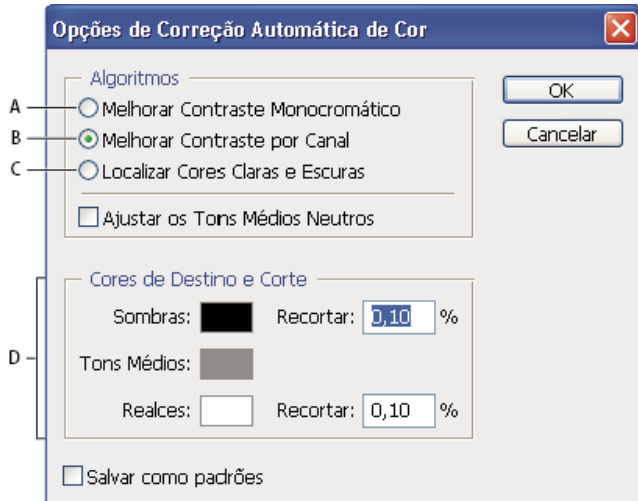 Opções de Correção Automática de Cor
Algoritmos
A Melhorar Contraste Monocromático
B Melhorar Contraste por Canal
C Localizar Cores Claras e Escuras
Ajustar os Tons Médios Neutros
OK
Cancelar
D
Cores de Destino e Corte
Sombras: Recortar: 0,10 %
Tons Médios:
Realces: Recortar: 0,10 %
Salvar como padrões